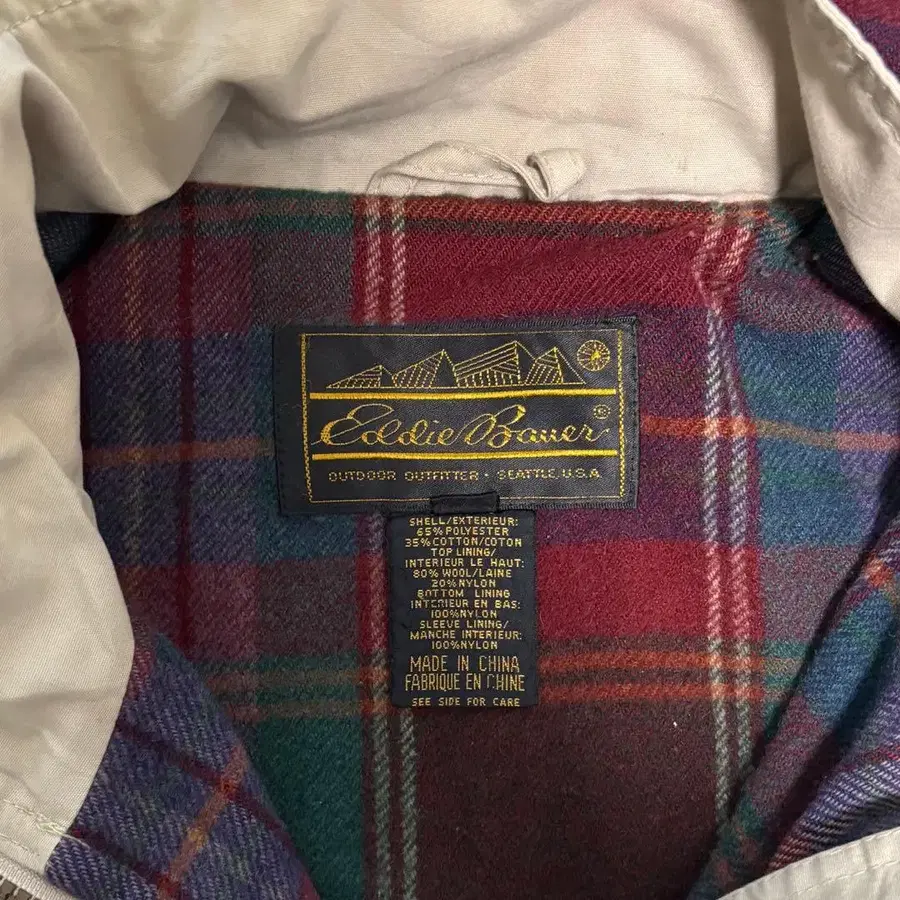 Eddie Bauer ®
OUTDOOR OUTFITTER · SEATTLE, U.S.A.
SHELL/EXTERIEUR:
65% POLYESTER
35% COTTON/COTON
TOP LINING/
INTERIEUR LE HAUT:
80% WOOL/LAINE
20% NYLON
BOTTOM LINING
INTERIEUR EN BAS:
100% NYLON
SLEEVE LINING/
MANCHE INTERIEUR:
100% NYLON
MADE IN CHINA
FABRIQUE EN CHINE
SEE SIDE FOR CARE